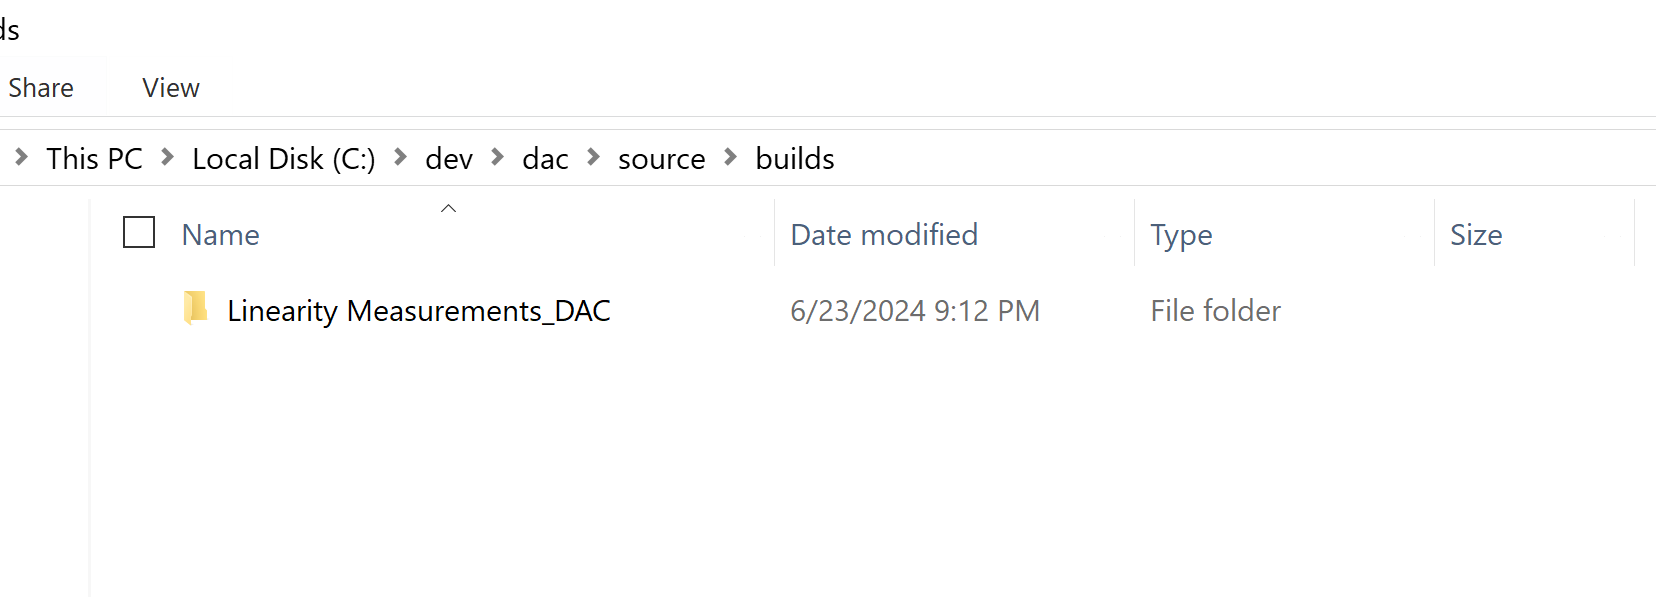 ds
Share View
This PC Local Disk (C:) dev dac source builds
Name Date modified Type Size
Linearity Measurements_DAC 6/23/2024 9:12 PM File folder